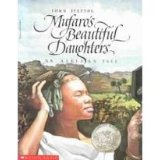 JOHN STEPTOE
Mufaro's
Beautiful
Daughters
AN AFRICAN TALE